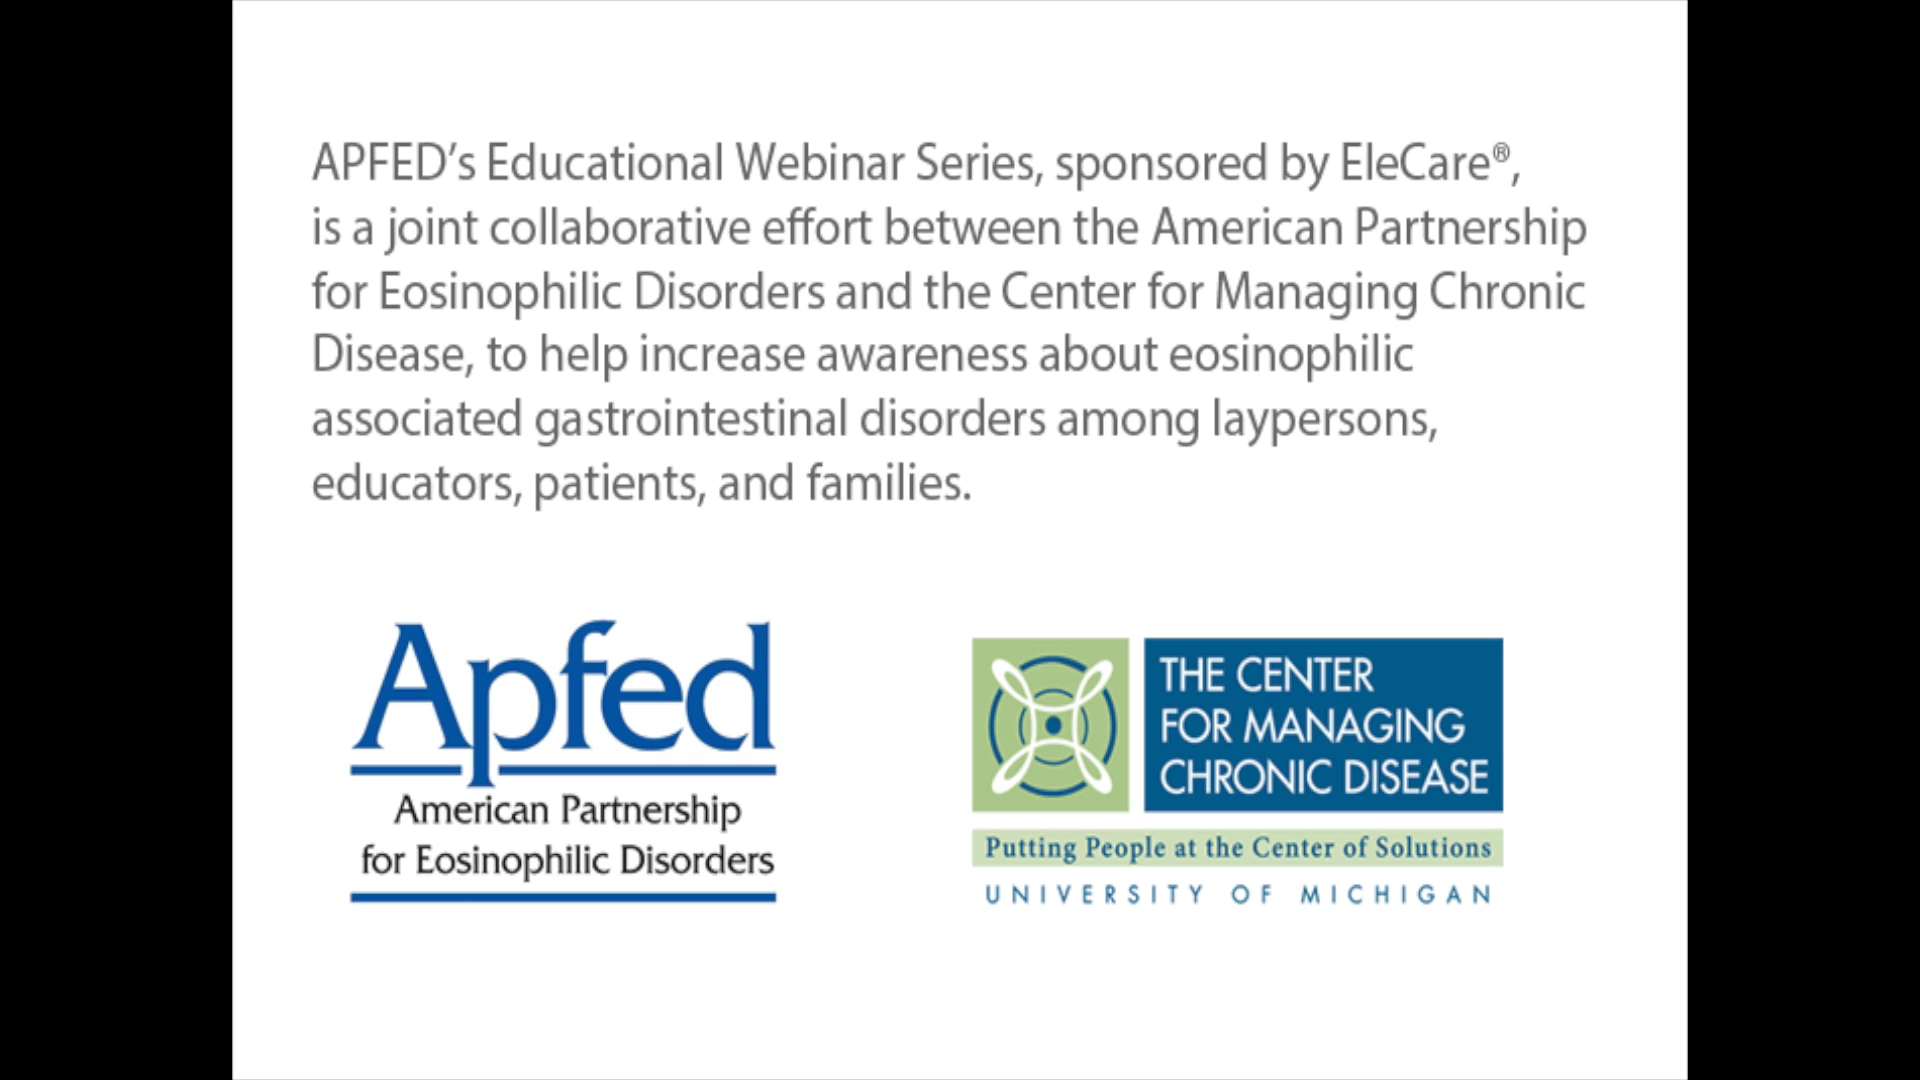 APFED’s Educational Webinar Series, sponsored by EleCare®,
is a joint collaborative effort between the American Partnership
for Eosinophilic Disorders and the Center for Managing Chronic
Disease, to help increase awareness about eosinophilic
associated gastrointestinal disorders among laypersons,
educators, patients, and families.
Apfed
American Partnership
for Eosinophilic Disorders
THE CENTER
FOR MANAGING
CHRONIC DISEASE
Putting People at the Center of Solutions
UNIVERSITY OF MICHIGAN